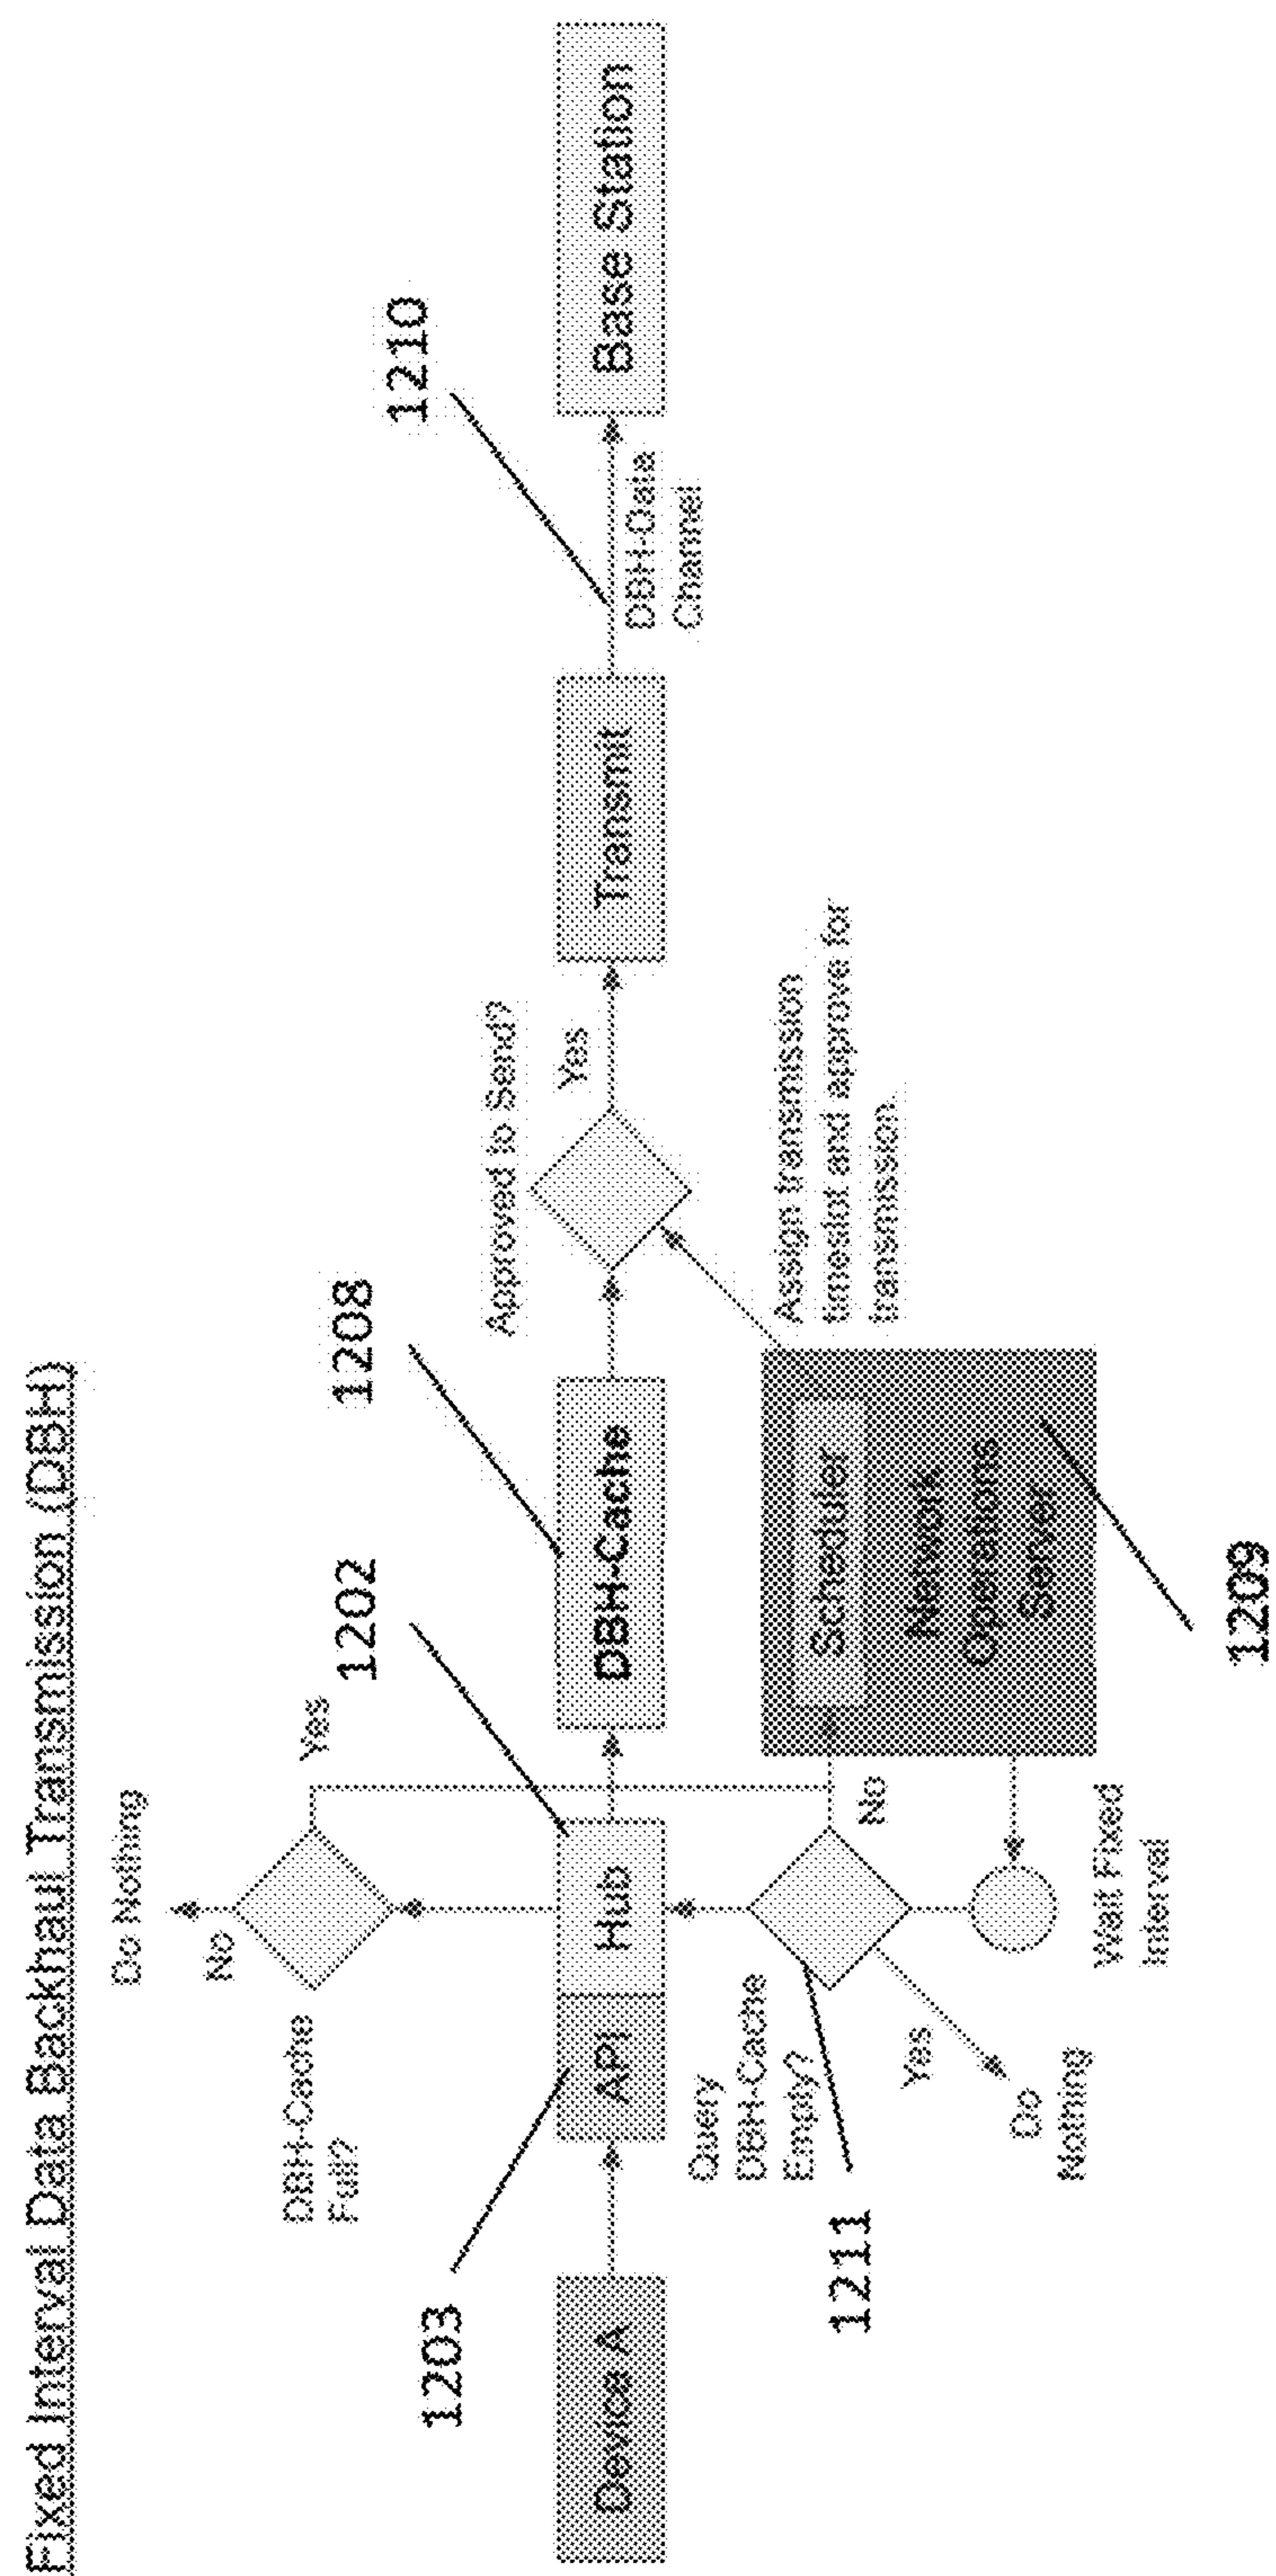 Fixed Interval Data Backhaul Transmission (DBH)
Do Nothing
No
Yes
DBH-Cache
Full?
1203
1202
1208
1210
Approved to Send?
Yes
Device A
API
Hub
DBH-Cache
Transmit
DBH-Data
Channel
Base Station
Query
DBH-Cache
Empty?
No
Yes
Do
Nothing
1211
Scheduler
Network
Operations
Server
Assign transmission
timeslot and approve for
transmission.
Wait Fixed
Interval
1209